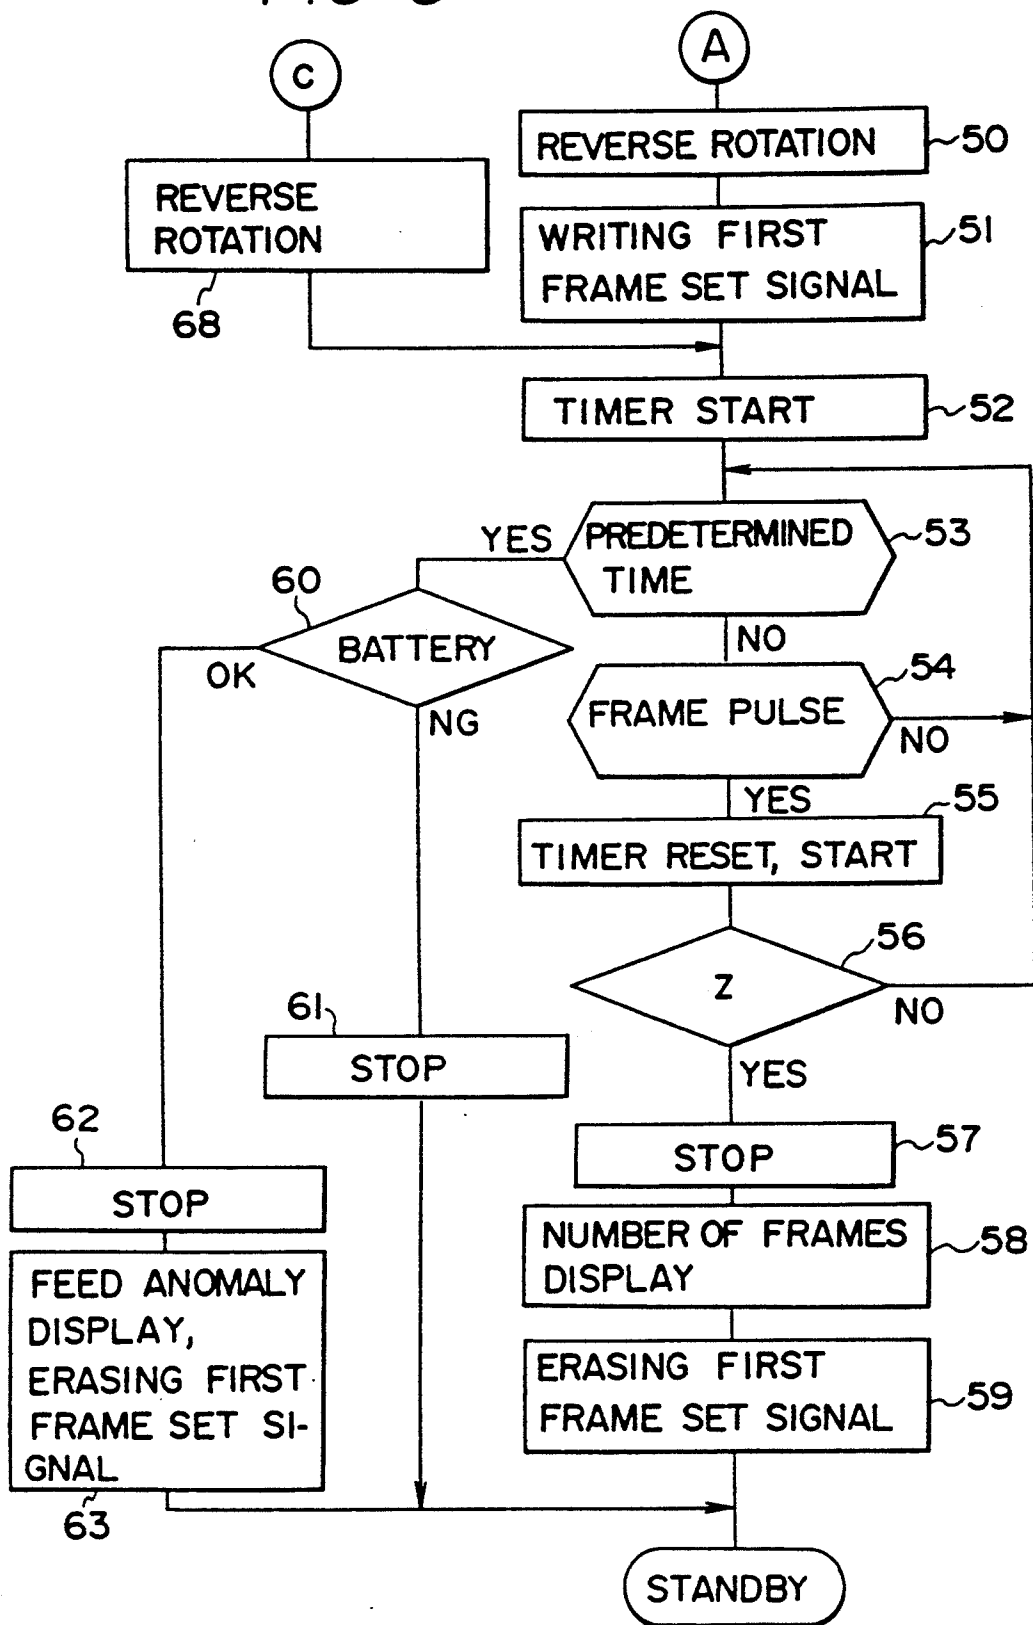 C
A
REVERSE ROTATION
50
REVERSE
ROTATION
68
WRITING FIRST
FRAME SET SIGNAL
51
TIMER START
52
PREDETERMINED
TIME
53
YES
NO
60
BATTERY
OK
NG
FRAME PULSE
54
NO
YES
TIMER RESET, START
55
Z
56
NO
YES
61
STOP
STOP
57
62
STOP
NUMBER OF FRAMES
DISPLAY
58
FEED ANOMALY
DISPLAY,
ERASING FIRST
FRAME SET SI-
GNAL
63
ERASING FIRST
FRAME SET SIGNAL
59
STANDBY